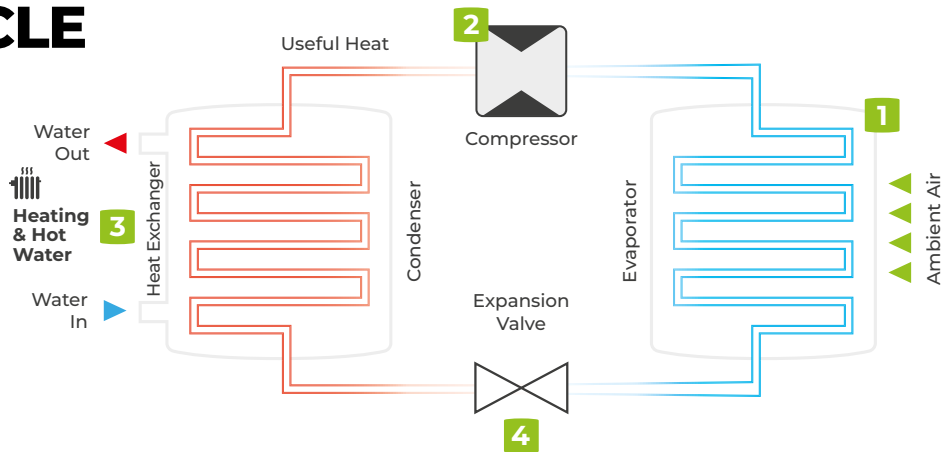 CLE
Useful Heat
2
Compressor
1
Water
Out
Heating
& Hot
Water
3
Heat Exchanger
Condenser
Evaporator
Ambient Air
Water
In
Expansion
Valve
4